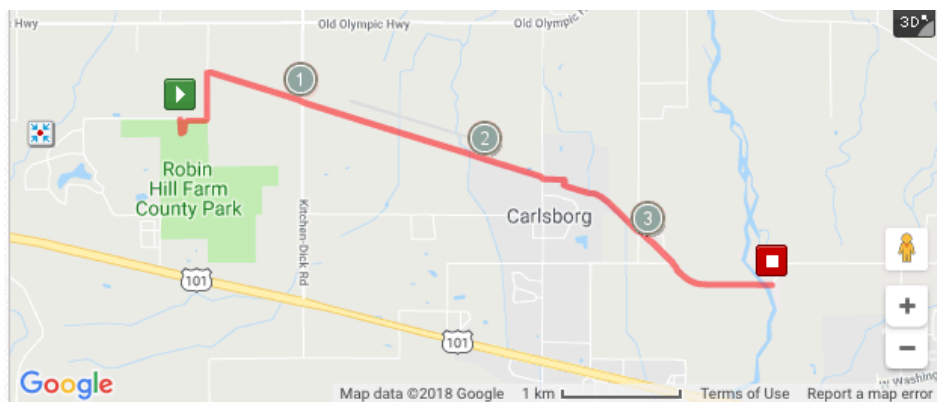 Hwy
Old Olympic Hwy
Old Olympic
3D
1
2
Robin
Hill Farm
County Park
Kitchen-Dick Rd
Carlsborg
3
101
101
+
−
W Washing
Google
Map data ©2018 Google
1 km
Terms of Use
Report a map error